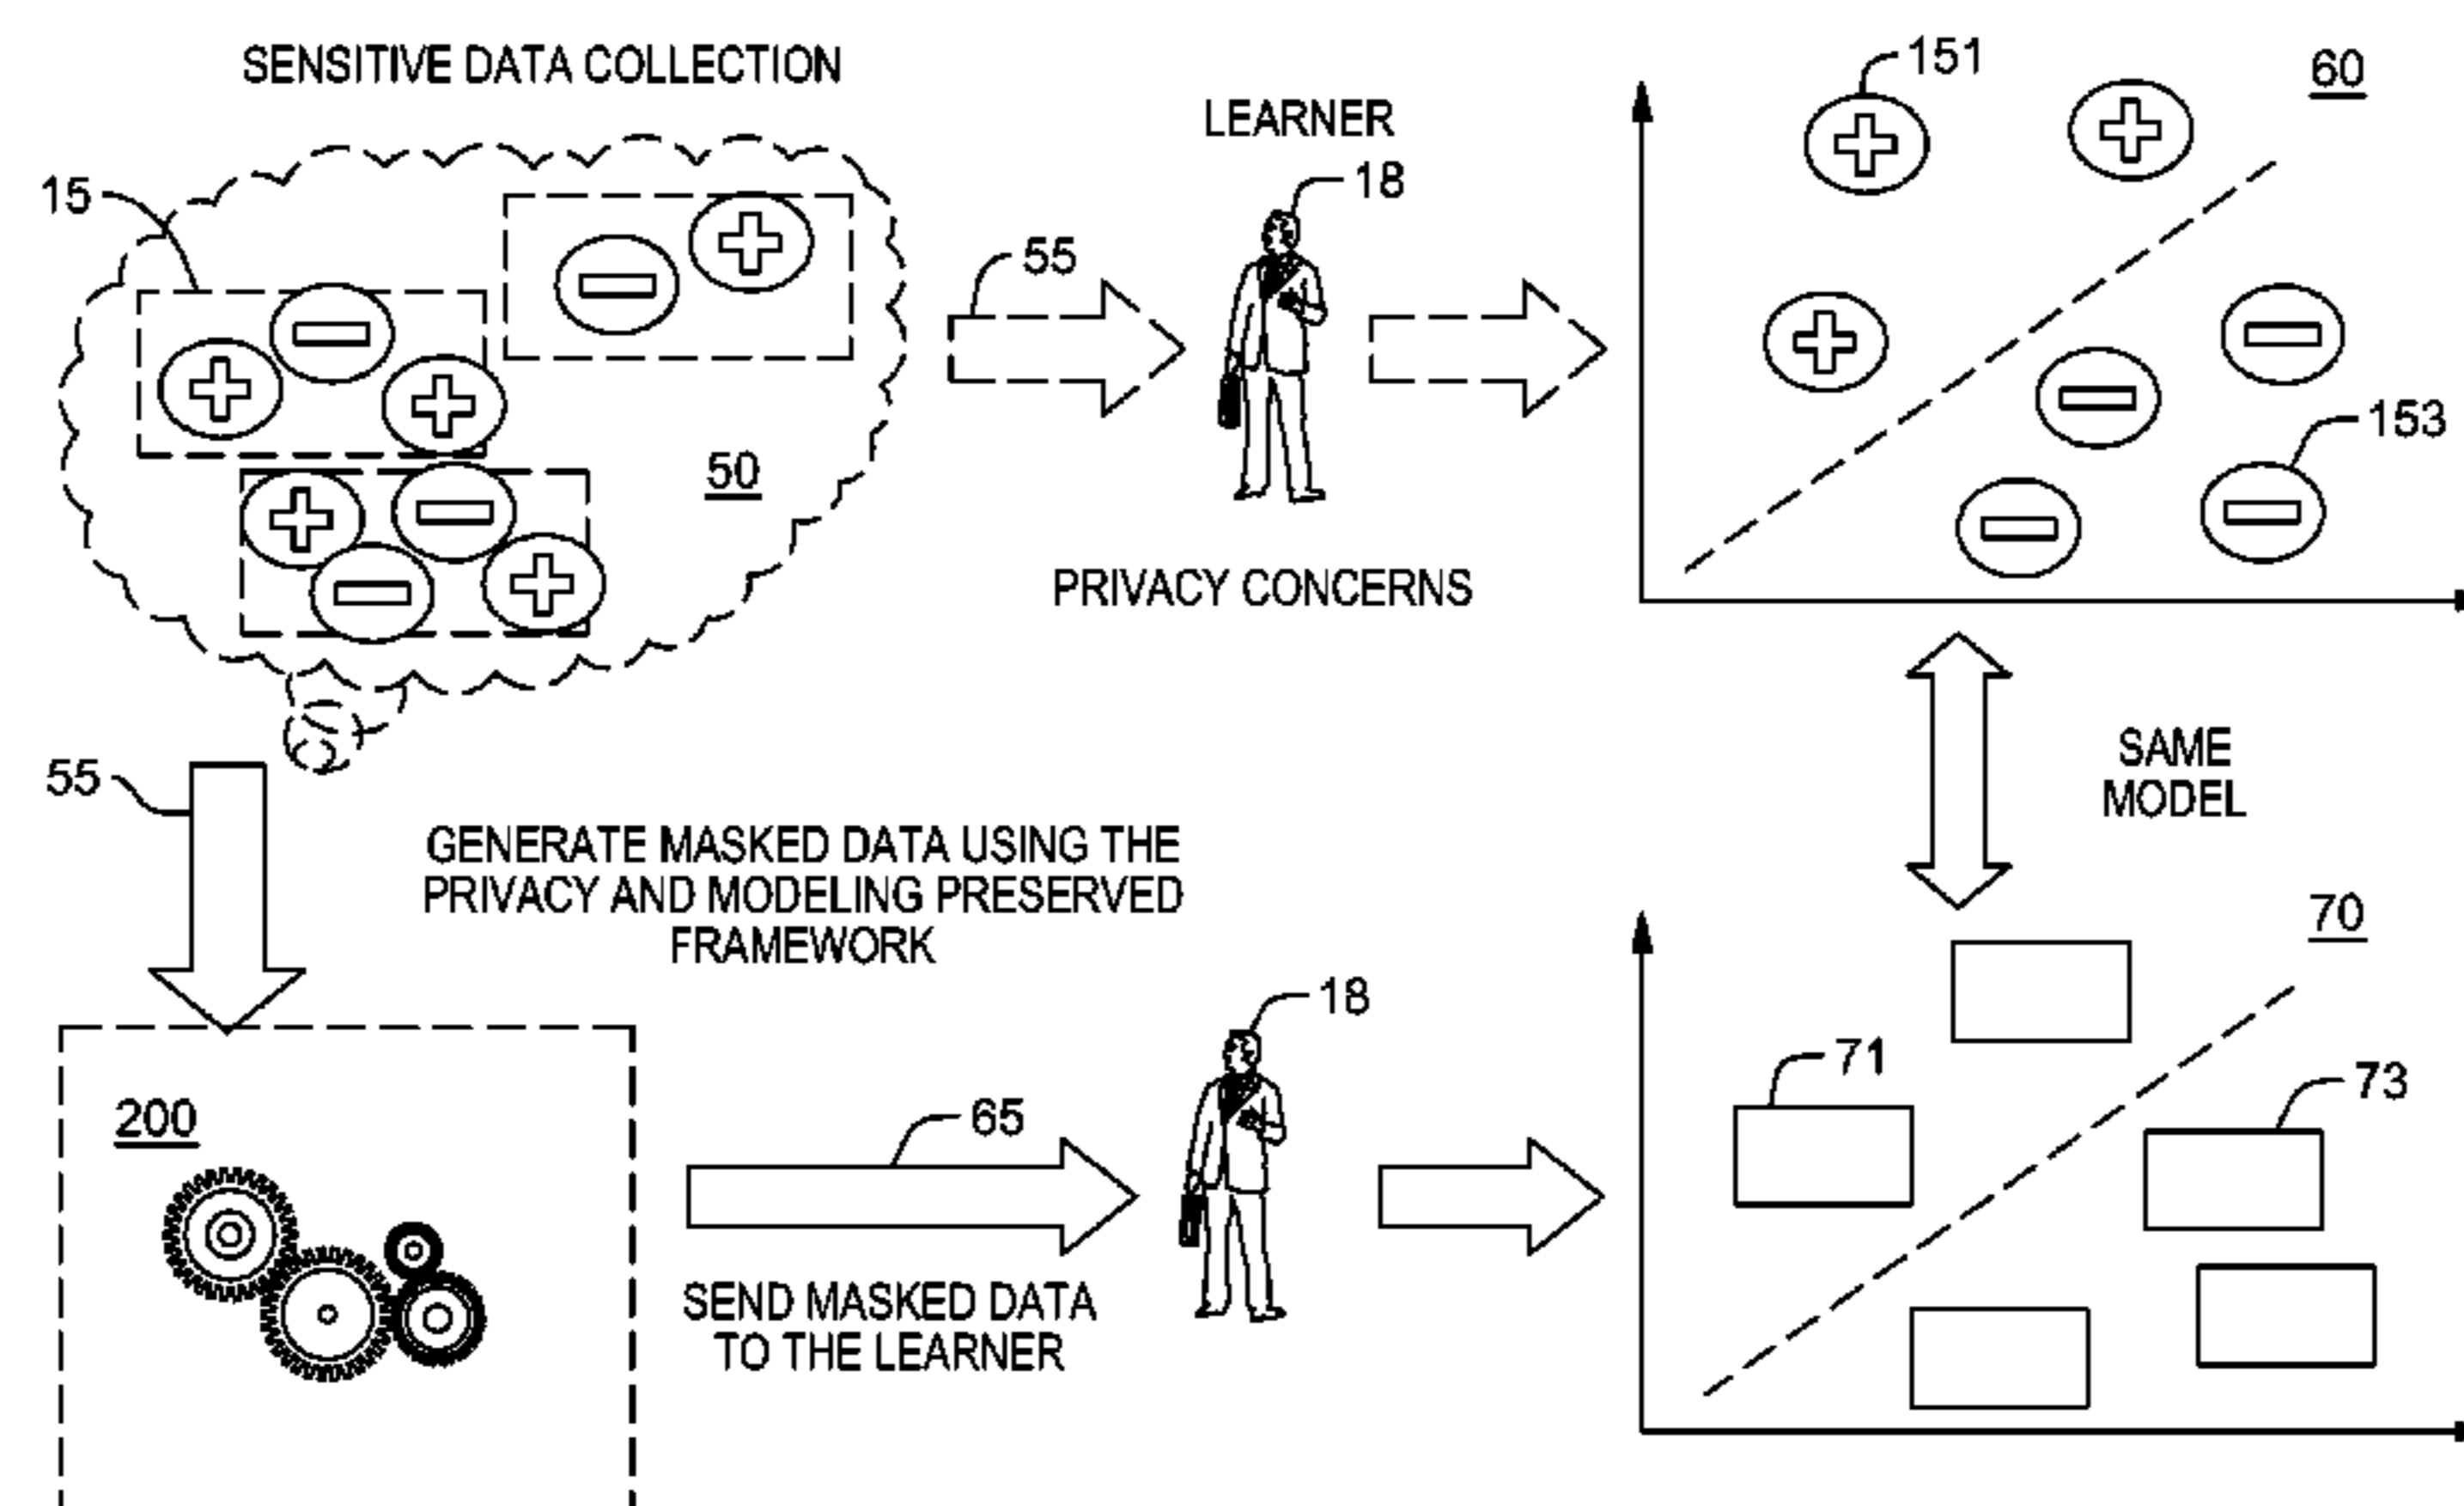 SENSITIVE DATA COLLECTION
15
50
55
LEARNER
18
PRIVACY CONCERNS
151
60
153
SAME
MODEL
55
GENERATE MASKED DATA USING THE
PRIVACY AND MODELING PRESERVED
FRAMEWORK
200
65
SEND MASKED DATA
TO THE LEARNER
18
70
71
73